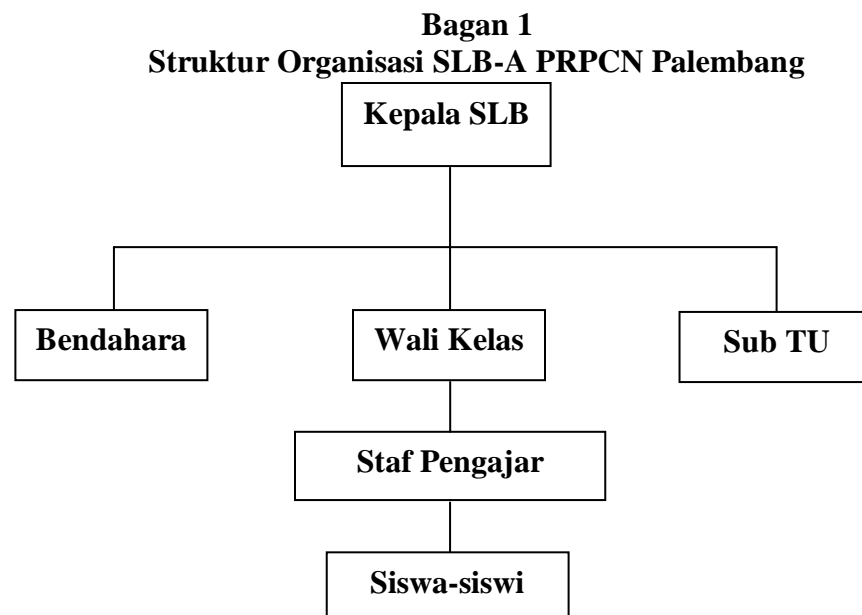 Bagan 1
Struktur Organisasi SLB-A PRPCN Palembang
Kepala SLB
Bendahara
Wali Kelas
Sub TU
Staf Pengajar
Siswa-siswi